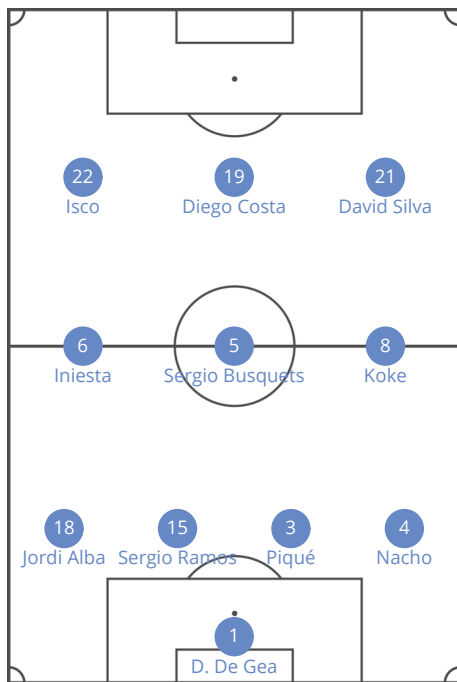 22 19 21
Isco Diego Costa David Silva
6 5 8
Iniesta Sergio Busquets Koke
18 15 3 4
Jordi Alba Sergio Ramos Piqué Nacho
1
D. De Gea